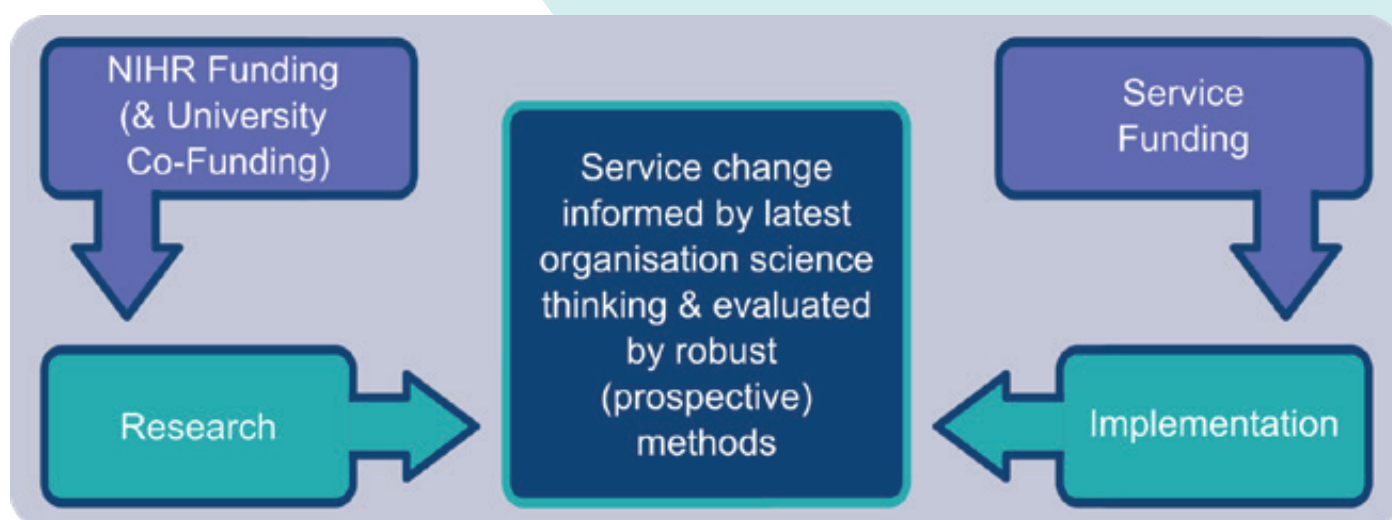 NIHR Funding
(& University
Co-Funding)
Service
Funding
Service change
informed by latest
organisation science
thinking & evaluated
by robust
(prospective)
methods
Research
Implementation